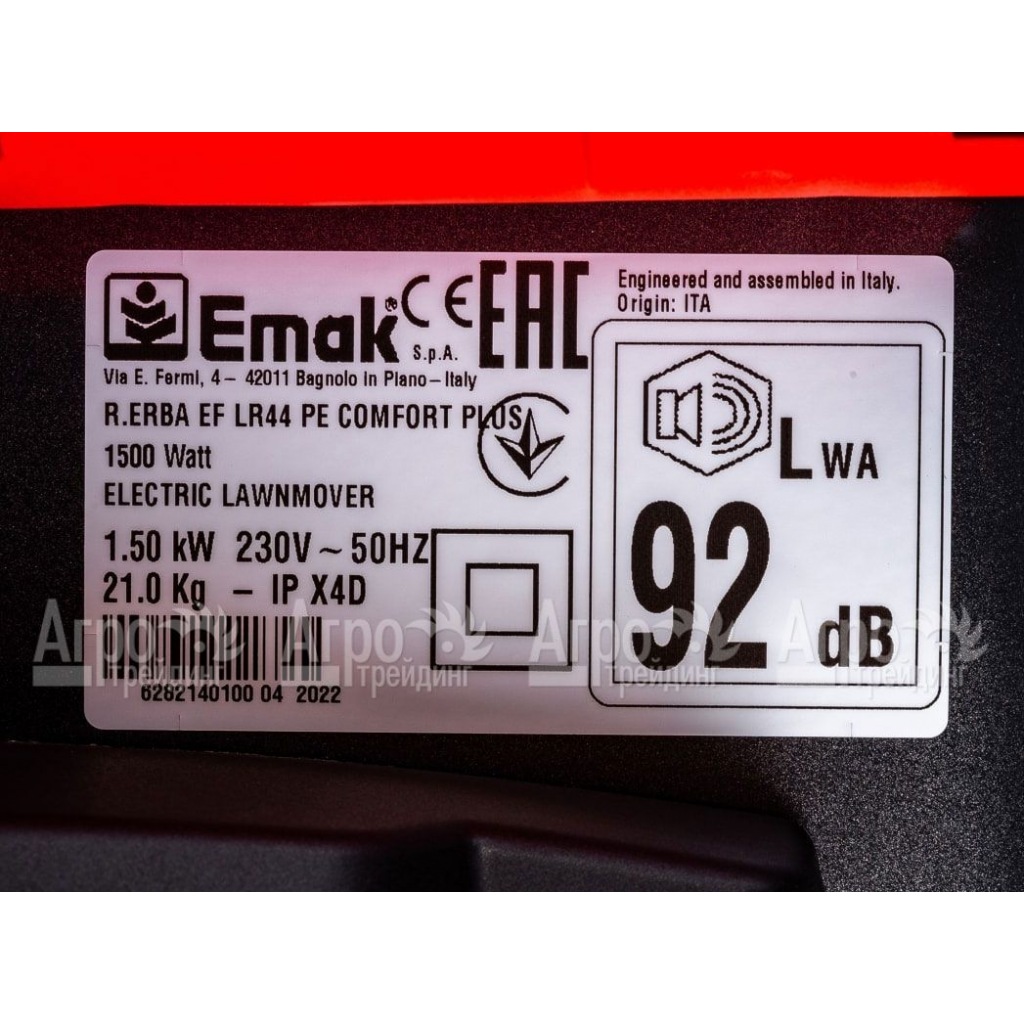 Emak® S.p.A.
CE EAC
Via E. Fermi, 4 – 42011 Bagnolo in Piano – Italy
R.ERBA EF LR44 PE COMFORT PLUS
1500 Watt
ELECTRIC LAWNMOVER
1.50 kW 230V ~ 50HZ
21.0 Kg – IP X4D
6282140100 04 2022
Engineered and assembled in Italy.
Origin: ITA
LWA
92 dB
Агро трейдинг
Агро трейдинг
Агро трейдинг
Агро трейдинг